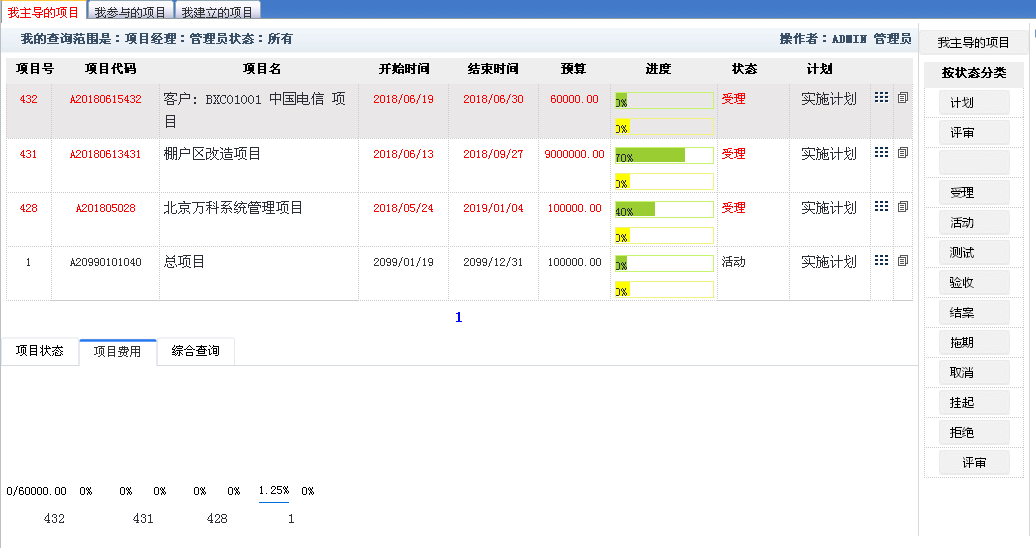 我主导的项目 我参与的项目 我建立的项目
我的查询范围是：项目经理：管理员状态：所有 操作者：ADMIN 管理员
项目号 项目代码 项目名 开始时间 结束时间 预算 进度 状态 计划
432 A20180615432 客户: BXC01001 中国电信 项 2018/06/19 2018/06/30 60000.00 0% 受理 实施计划
目 0%
431 A20180613431 棚户区改造项目 2018/06/13 2018/09/27 9000000.00 70% 受理 实施计划
0%
428 A201805028 北京万科系统管理项目 2018/05/24 2019/01/04 100000.00 40% 受理 实施计划
0%
1 A20990101040 总项目 2099/01/19 2099/12/31 100000.00 0% 活动 实施计划
0%
1
项目状态 项目费用 综合查询
0/60000.00 0% 0% 0% 0% 0% 1.25% 0%
432 431 428 1
我主导的项目
按状态分类
计划
评审
受理
活动
测试
验收
结案
拖期
取消
挂起
拒绝
评审